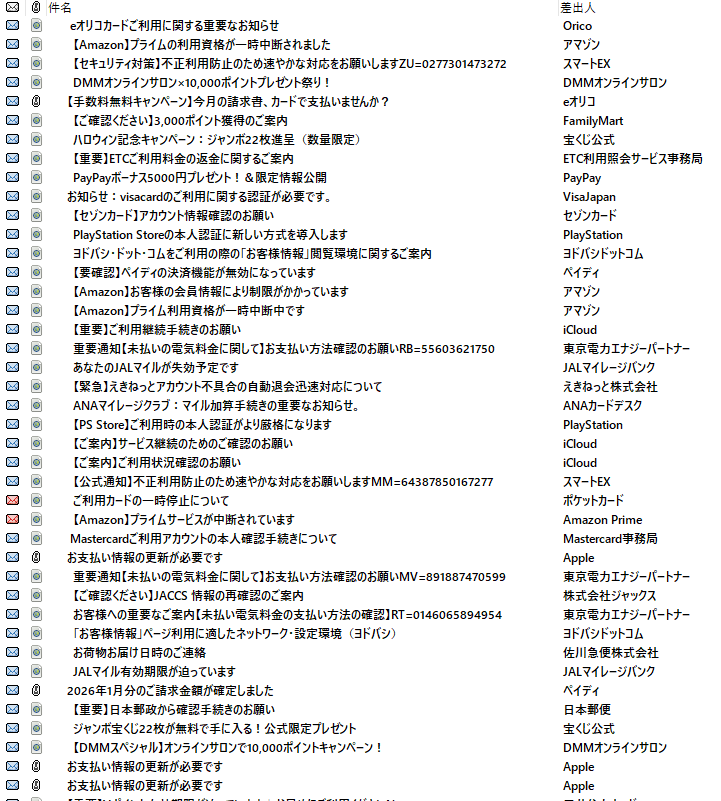 件名 差出人
eオリコカードご利用に関する重要なお知らせ Orico
【Amazon】プライムの利用資格が一時中断されました アマゾン
【セキュリティ対策】不正利用防止のため速やかな対応をお願いしますZU=0277301473272 スマートEX
DMMオンラインサロン×10,000ポイントプレゼント祭り！ DMMオンラインサロン
【手数料無料キャンペーン】今月の請求書、カードで支払いませんか？ eオリコ
【ご確認ください】3,000ポイント獲得のご案内 FamilyMart
ハロウィン記念キャンペーン：ジャンボ22枚進呈（数量限定） 宝くじ公式
【重要】ETCご利用料金の返金に関するご案内 ETC利用照会サービス事務局
PayPayボーナス5000円プレゼント！＆限定情報公開 PayPay
お知らせ：visacardのご利用に関する認証が必要です。 VisaJapan
【セゾンカード】アカウント情報確認のお願い セゾンカード
PlayStation Storeの本人認証に新しい方式を導入します PlayStation
ヨドバシ・ドット・コムをご利用の際の「お客様情報」閲覧環境に関するご案内 ヨドバシドットコム
【要確認】ペイディの決済機能が無効になっています ペイディ
【Amazon】お客様の会員情報により制限がかかっています アマゾン
【Amazon】プライム利用資格が一時中断中です アマゾン
【重要】ご利用継続手続きのお願い iCloud
重要通知【未払いの電気料金に関して】お支払い方法確認のお願いRB=55603621750 東京電力エナジーパートナー
あなたのJALマイルが失効予定です JALマイレージバンク
【緊急】えきねっとアカウント不具合の自動退会迅速対応について えきねっと株式会社
ANAマイレージクラブ：マイル加算手続きの重要なお知らせ。 ANAカードデスク
【PS Store】ご利用時の本人認証がより厳格になります PlayStation
【ご案内】サービス継続のためのご確認のお願い iCloud
【ご案内】ご利用状況確認のお願い iCloud
【公式通知】不正利用防止のため速やかな対応をお願いしますMM=64387850167277 スマートEX
ご利用カードの一時停止について ポケットカード
【Amazon】プライムサービスが中断されています Amazon Prime
Mastercardご利用アカウントの本人確認手続きについて Mastercard事務局
お支払い情報の更新が必要です Apple
重要通知【未払いの電気料金に関して】お支払い方法確認のお願いMV=891887470599 東京電力エナジーパートナー
【ご確認ください】JACCS 情報の再確認のご案内 株式会社ジャックス
お客様への重要なご案内【未払い電気料金の支払い方法の確認】RT=0146065894954 東京電力エナジーパートナー
「お客様情報」ページ利用に適したネットワーク・設定環境（ヨドバシ） ヨドバシドットコム
お荷物お届け日時のご連絡 佐川急便株式会社
JALマイル有効期限が迫っています JALマイレージバンク
2026年1月分のご請求金額が確定しました ペイディ
【重要】日本郵政から確認手続きのお願い 日本郵便
ジャンボ宝くじ22枚が無料で手に入る！公式限定プレゼント 宝くじ公式
【DMMスペシャル】オンラインサロンで10,000ポイントキャンペーン！ DMMオンラインサロン
お支払い情報の更新が必要です Apple
お支払い情報の更新が必要です Apple